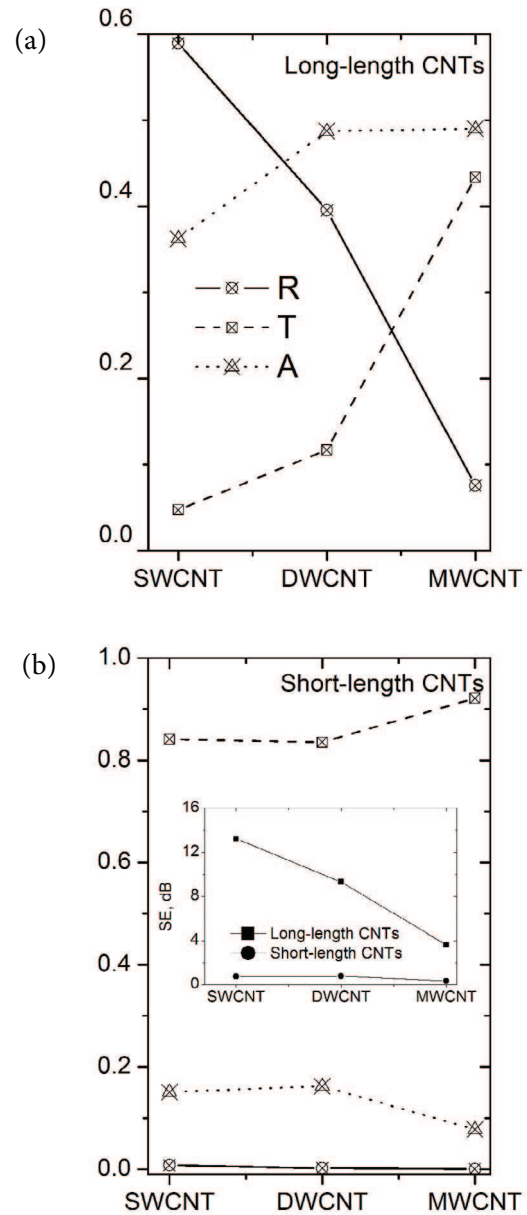 (a)
0.6
Long-length CNTs
0.4
R
T
A
0.2
0.0
SWCNT DWCNT MWCNT
(b)
1.0
Short-length CNTs
0.8
16
12
SE, dB
8
Long-length CNTs
4
Short-length CNTs
0
SWCNT DWCNT MWCNT
0.6
0.4
0.2
0.0
SWCNT DWCNT MWCNT